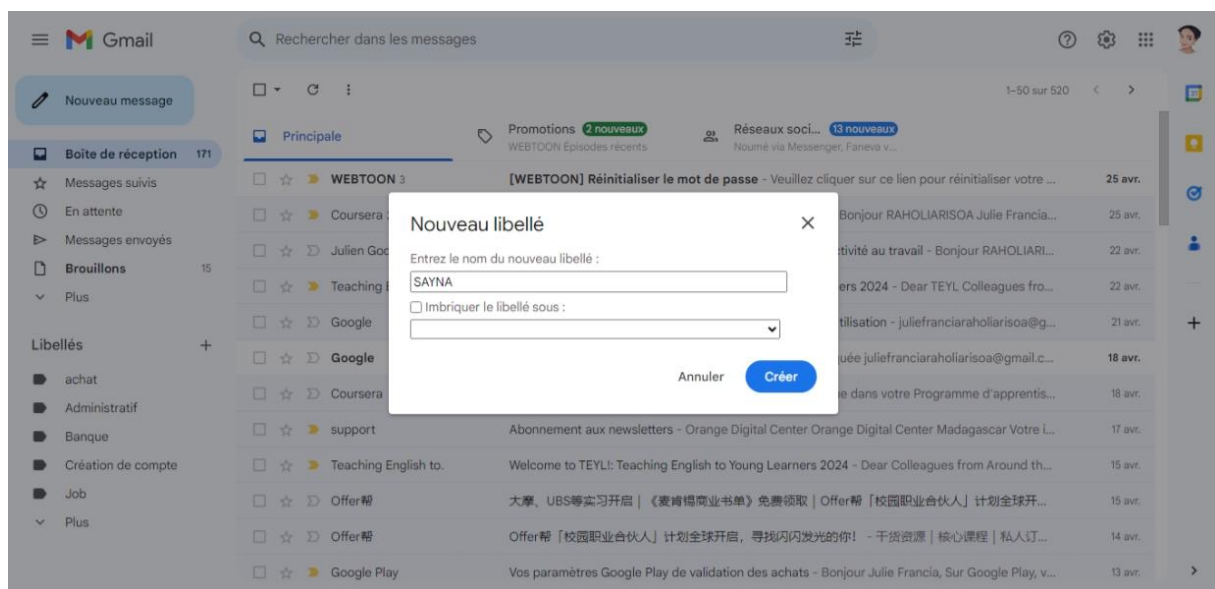 Gmail
Rechercher dans les messages
Nouveau message
1–50 sur 520
Principale
Promotions 2 nouveaux
WEBTOON Épisodes récents
Réseaux soci... 13 nouveaux
Noumé via Messenger, Faneva v...
Boîte de réception 171
Messages suivis
En attente
Messages envoyés
Brouillons 15
Plus
Libellés +
achat
Administratif
Banque
Création de compte
Job
Plus
WEBTOON 3 [WEBTOON] Réinitialiser le mot de passe - Veuillez cliquer sur ce lien pour réinitialiser votre ... 25 avr.
Coursera Bonjour RAHOLIARISOA Julie Francia... 25 avr.
Julien Goo ctivité au travail - Bonjour RAHOLIARI... 22 avr.
Teaching E ers 2024 - Dear TEYL Colleagues fro... 22 avr.
Google tilisation - juliefranciaraholiarisoa@g... 21 avr.
Google uée juliefranciaraholiarisoa@gmail.c... 18 avr.
Coursera e dans votre Programme d'apprentis... 18 avr.
support Abonnement aux newsletters - Orange Digital Center Orange Digital Center Madagascar Votre i... 17 avr.
Teaching English to. Welcome to TEYL!: Teaching English to Young Learners 2024 - Dear Colleagues from Around th... 15 avr.
Offer帮 大摩、UBS等实习开启 | 《麦肯锡商业书单》免费领取 | Offer帮「校园职业合伙人」计划全球开... 15 avr.
Offer帮 Offer帮「校园职业合伙人」计划全球开启，寻找闪闪发光的你! - 干货资源 | 核心课程 | 私人订... 14 avr.
Google Play Vos paramètres Google Play de validation des achats - Bonjour Julie Francia, Sur Google Play, v... 13 avr.
Nouveau libellé
Entrez le nom du nouveau libellé :
SAYNA
Imbriquer le libellé sous :
Annuler Créer